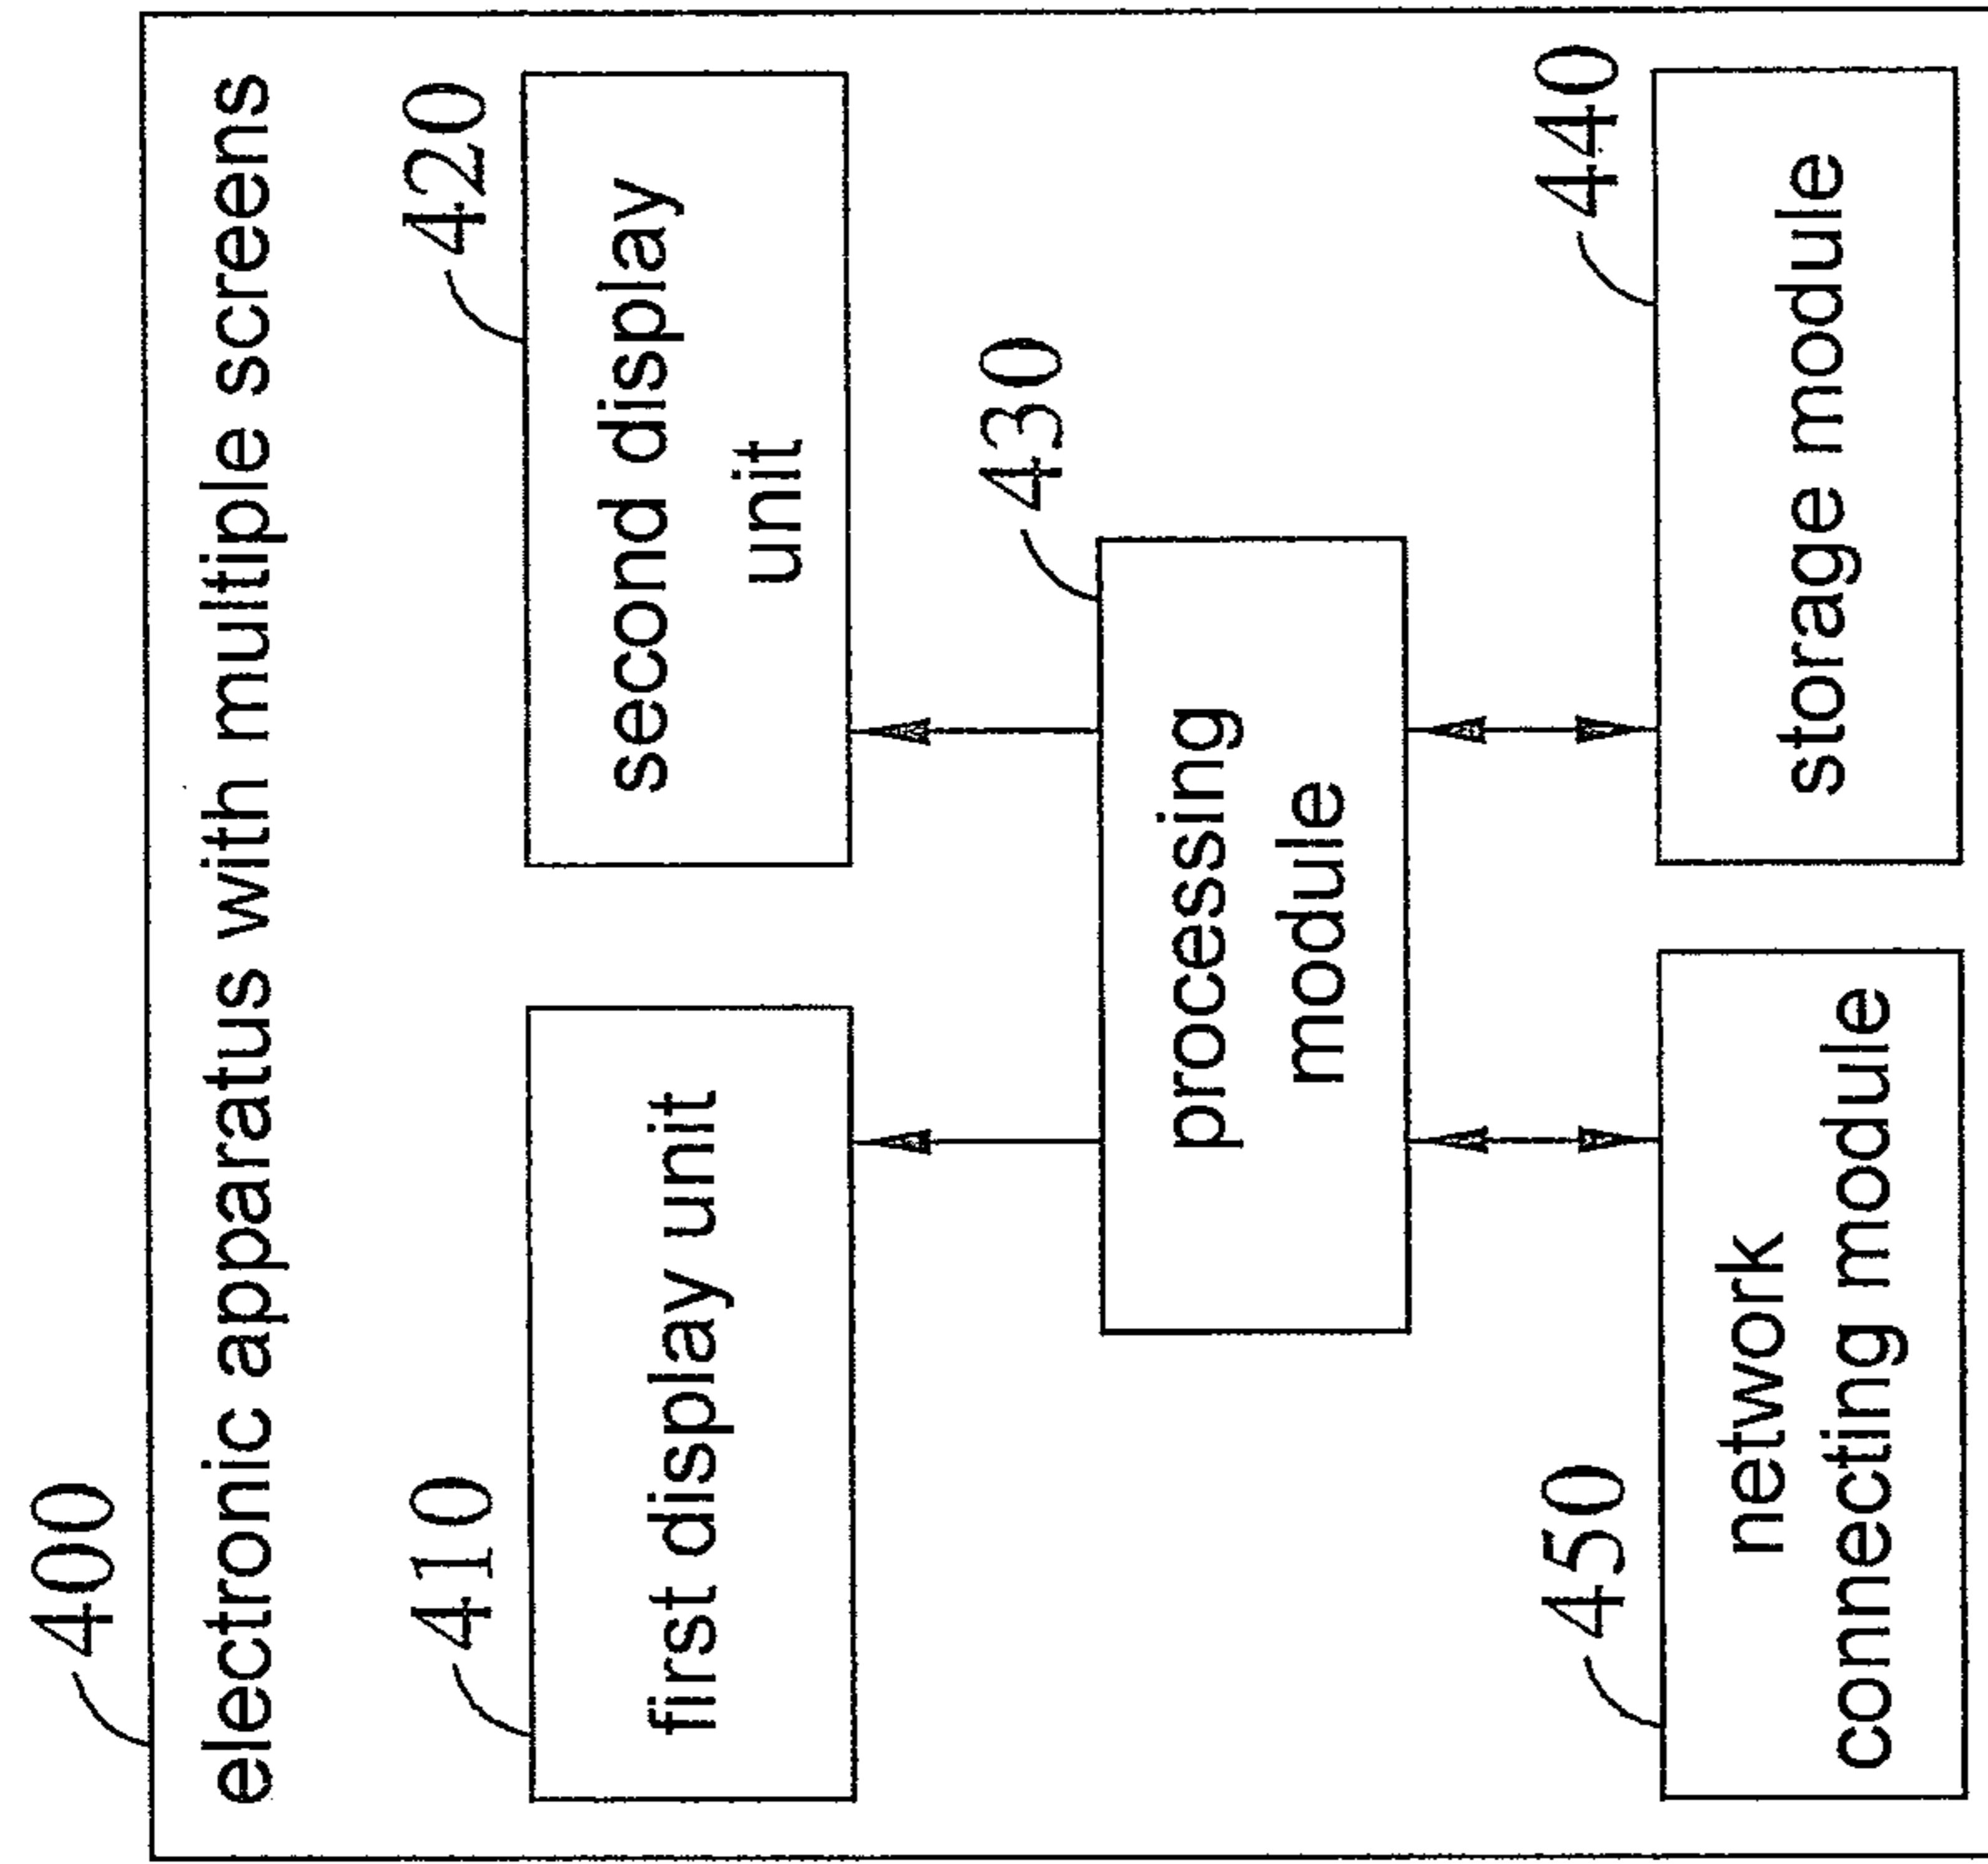 400
electronic apparatus with multiple screens
410
first display unit
420
second display
unit
430
processing
module
450
network
connecting module
440
storage module